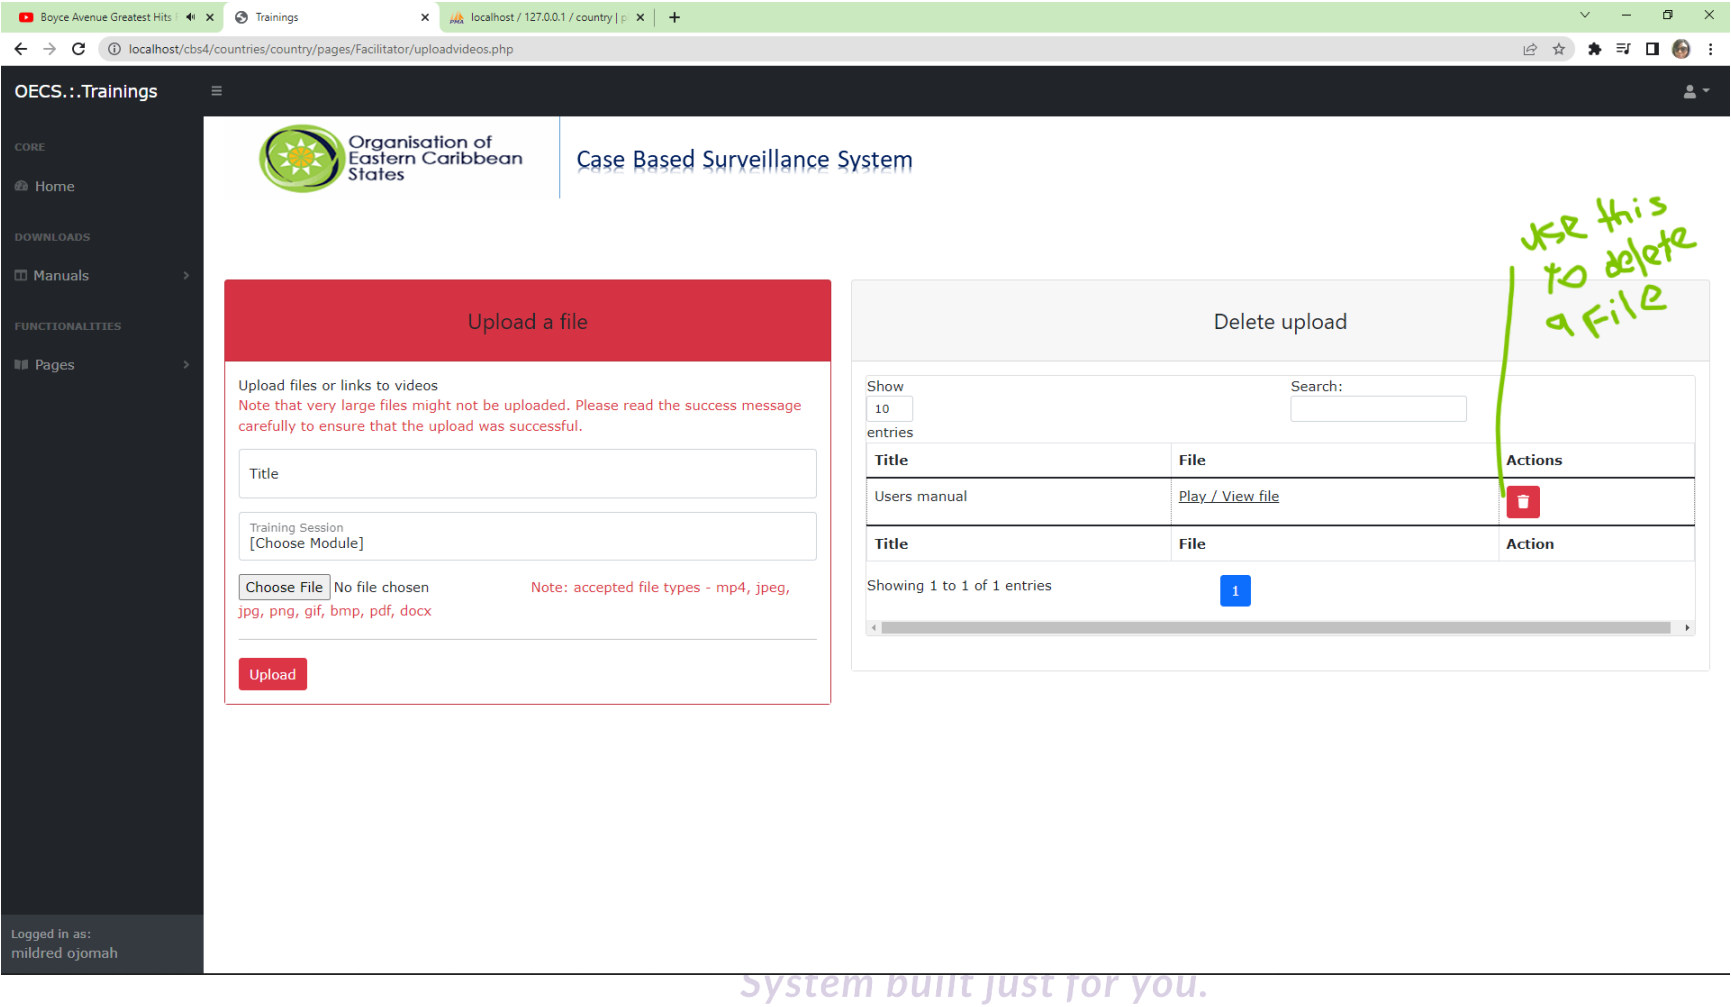 Boyce Avenue Greatest Hits
Trainings
localhost / 127.0.0.1 / country | p
localhost/cbs4/countries/country/pages/Facilitator/uploadvideos.php
OECS.:.Trainings
CORE
Home
DOWNLOADS
Manuals
FUNCTIONALITIES
Pages
Organisation of
Eastern Caribbean
States
Case Based Surveillance System
use this
to delete
a File
Upload a file
Upload files or links to videos
Note that very large files might not be uploaded. Please read the success message
carefully to ensure that the upload was successful.
Title
Training Session
[Choose Module]
Choose File No file chosen Note: accepted file types - mp4, jpeg,
jpg, png, gif, bmp, pdf, docx
Upload
Delete upload
Show
10
entries
Search:
Title File Actions
Users manual Play / View file
Title File Action
Showing 1 to 1 of 1 entries
1
Logged in as:
mildred ojomah
System built just for you.